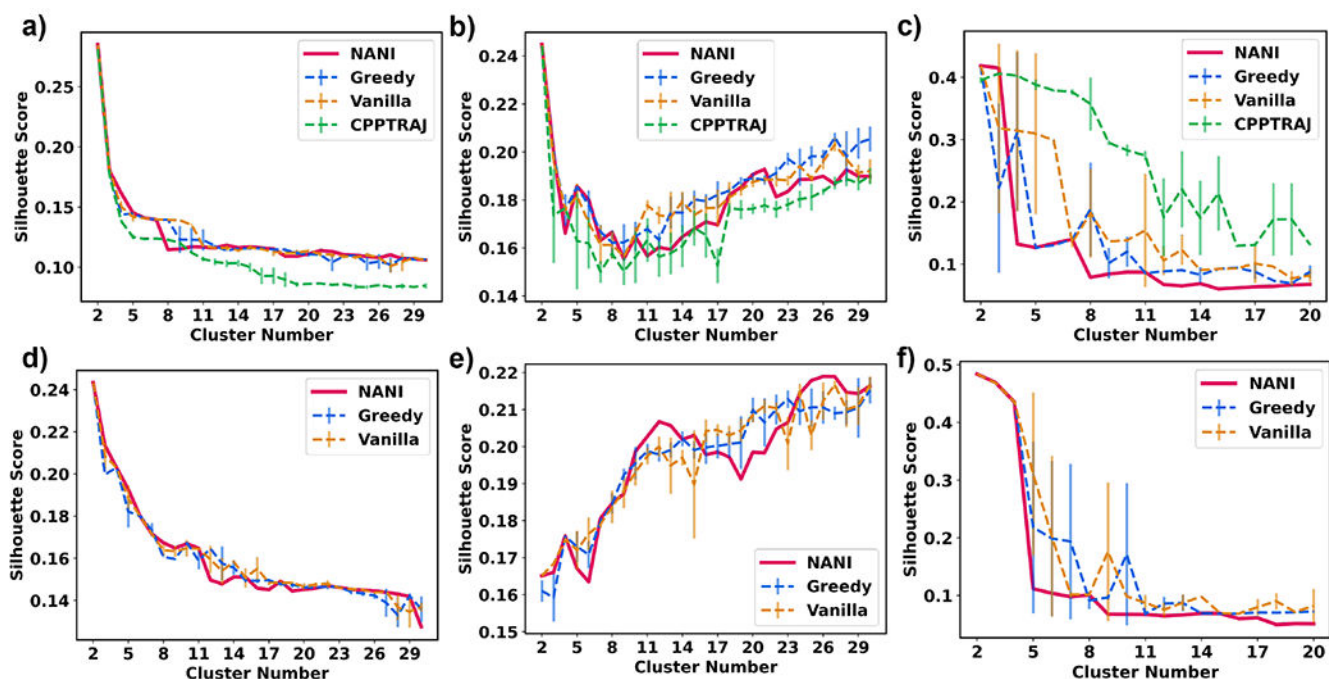 a)
NANI
Greedy
Vanilla
CPPTRAJ
Silhouette Score
0.25
0.20
0.15
0.10
2 5 8 11 14 17 20 23 26 29
Cluster Number
b)
NANI
Greedy
Vanilla
CPPTRAJ
Silhouette Score
0.24
0.22
0.20
0.18
0.16
0.14
2 5 8 11 14 17 20 23 26 29
Cluster Number
c)
NANI
Greedy
Vanilla
CPPTRAJ
Silhouette Score
0.4
0.3
0.2
0.1
2 5 8 11 14 17 20
Cluster Number
d)
NANI
Greedy
Vanilla
Silhouette Score
0.24
0.22
0.20
0.18
0.16
0.14
2 5 8 11 14 17 20 23 26 29
Cluster Number
e)
Silhouette Score
0.22
0.21
0.20
0.19
0.18
0.17
0.16
0.15
NANI
Greedy
Vanilla
2 5 8 11 14 17 20 23 26 29
Cluster Number
f)
NANI
Greedy
Vanilla
Silhouette Score
0.5
0.4
0.3
0.2
0.1
2 5 8 11 14 17 20
Cluster Number